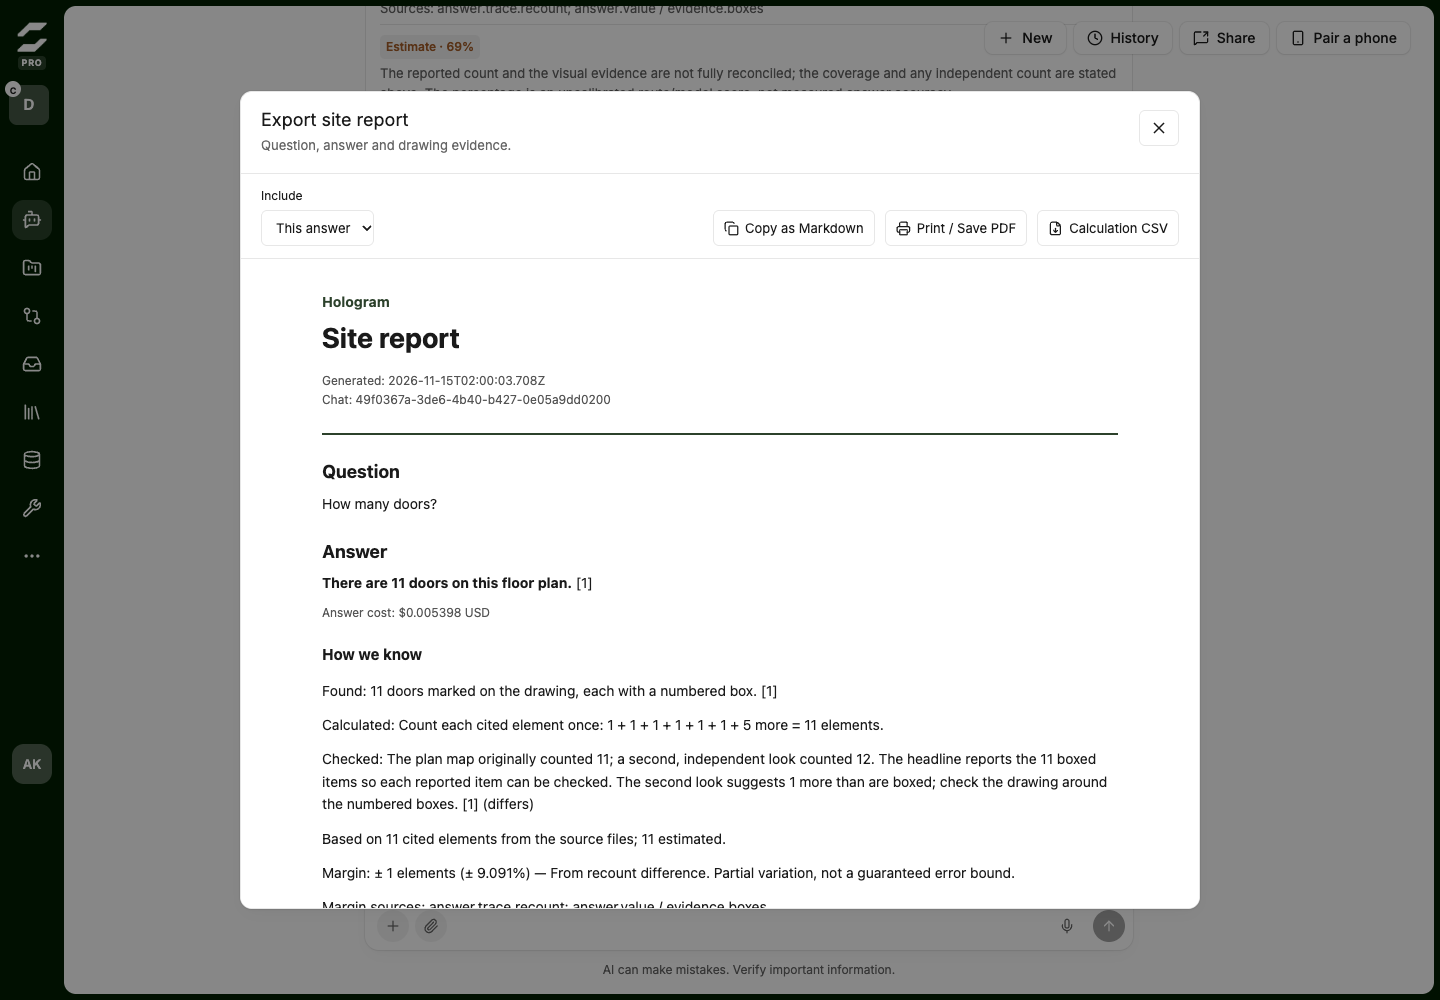 Sources: answer.trace.recount; answer.value / evidence.boxes
PRO
C
D
Estimate · 69%
New
History
Share
Pair a phone
The reported count and the visual evidence are not fully reconciled; the coverage and any independent count are stated
Export site report
Question, answer and drawing evidence.
Include
This answer
Copy as Markdown
Print / Save PDF
Calculation CSV
Hologram
Site report
Generated: 2026-11-15T02:00:03.708Z
Chat: 49f0367a-3de6-4b40-b427-0e05a9dd0200
Question
How many doors?
Answer
There are 11 doors on this floor plan. [1]
Answer cost: $0.005398 USD
How we know
Found: 11 doors marked on the drawing, each with a numbered box. [1]
Calculated: Count each cited element once: 1 + 1 + 1 + 1 + 1 + 1 + 5 more = 11 elements.
Checked: The plan map originally counted 11; a second, independent look counted 12. The headline reports the 11 boxed
items so each reported item can be checked. The second look suggests 1 more than are boxed; check the drawing around
the numbered boxes. [1] (differs)
Based on 11 cited elements from the source files; 11 estimated.
Margin: ± 1 elements (± 9.091%) — From recount difference. Partial variation, not a guaranteed error bound.
Margin sources: answer.trace.recount; answer.value / evidence.boxes
AK
AI can make mistakes. Verify important information.